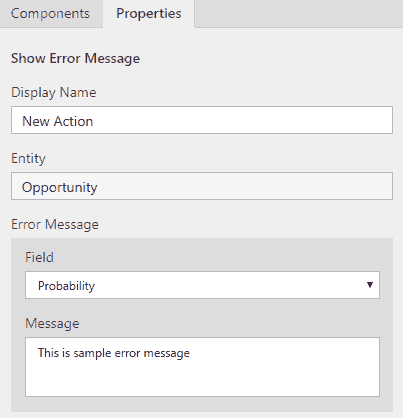 Components Properties
Show Error Message
Display Name
New Action
Entity
Opportunity
Error Message
Field
Probability
Message
This is sample error message